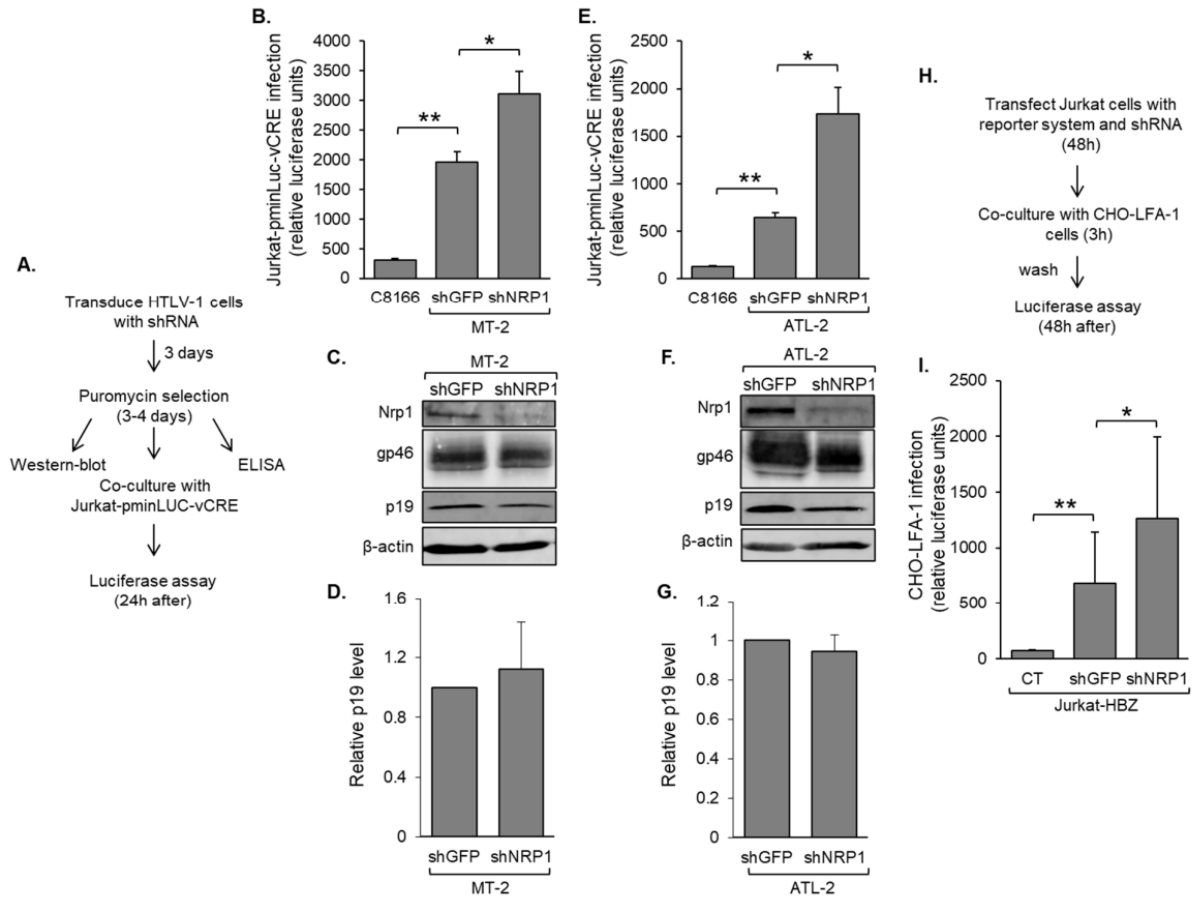 A.
Transduce HTLV-1 cells
with shRNA
3 days
Puromycin selection
(3-4 days)
Western-blot
ELISA
Co-culture with
Jurkat-pminLUC-vCRE
Luciferase assay
(24h after)
B.
Jurkat-pminLuc-vCRE infection
(relative luciferase units)
4000
3500
3000
2500
2000
1500
1000
500
0
**
*
C8166 shGFP shNRP1
MT-2
C.
MT-2
shGFP shNRP1
Nrp1
gp46
p19
β-actin
D.
Relative p19 level
1.6
1.2
0.8
0.4
0
shGFP shNRP1
MT-2
E.
Jurkat-pminLuc-vCRE infection
(relative luciferase units)
2500
2000
1500
1000
500
0
**
*
C8166 shGFP shNRP1
ATL-2
F.
ATL-2
shGFP shNRP1
Nrp1
gp46
p19
β-actin
G.
Relative p19 level
1.2
1
0.8
0.6
0.4
0.2
0
shGFP shNRP1
ATL-2
H.
Transfect Jurkat cells with
reporter system and shRNA
(48h)
Co-culture with CHO-LFA-1
cells (3h)
wash
Luciferase assay
(48h after)
I.
CHO-LFA-1 infection
(relative luciferase units)
2500
2000
1500
1000
500
0
**
*
CT shGFP shNRP1
Jurkat-HBZ